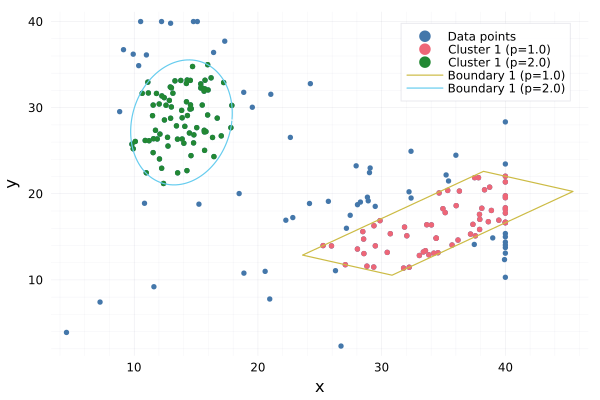 40
30
20
10
y
10
20
30
40
x
Data points
Cluster 1 (p=1.0)
Cluster 1 (p=2.0)
Boundary 1 (p=1.0)
Boundary 1 (p=2.0)